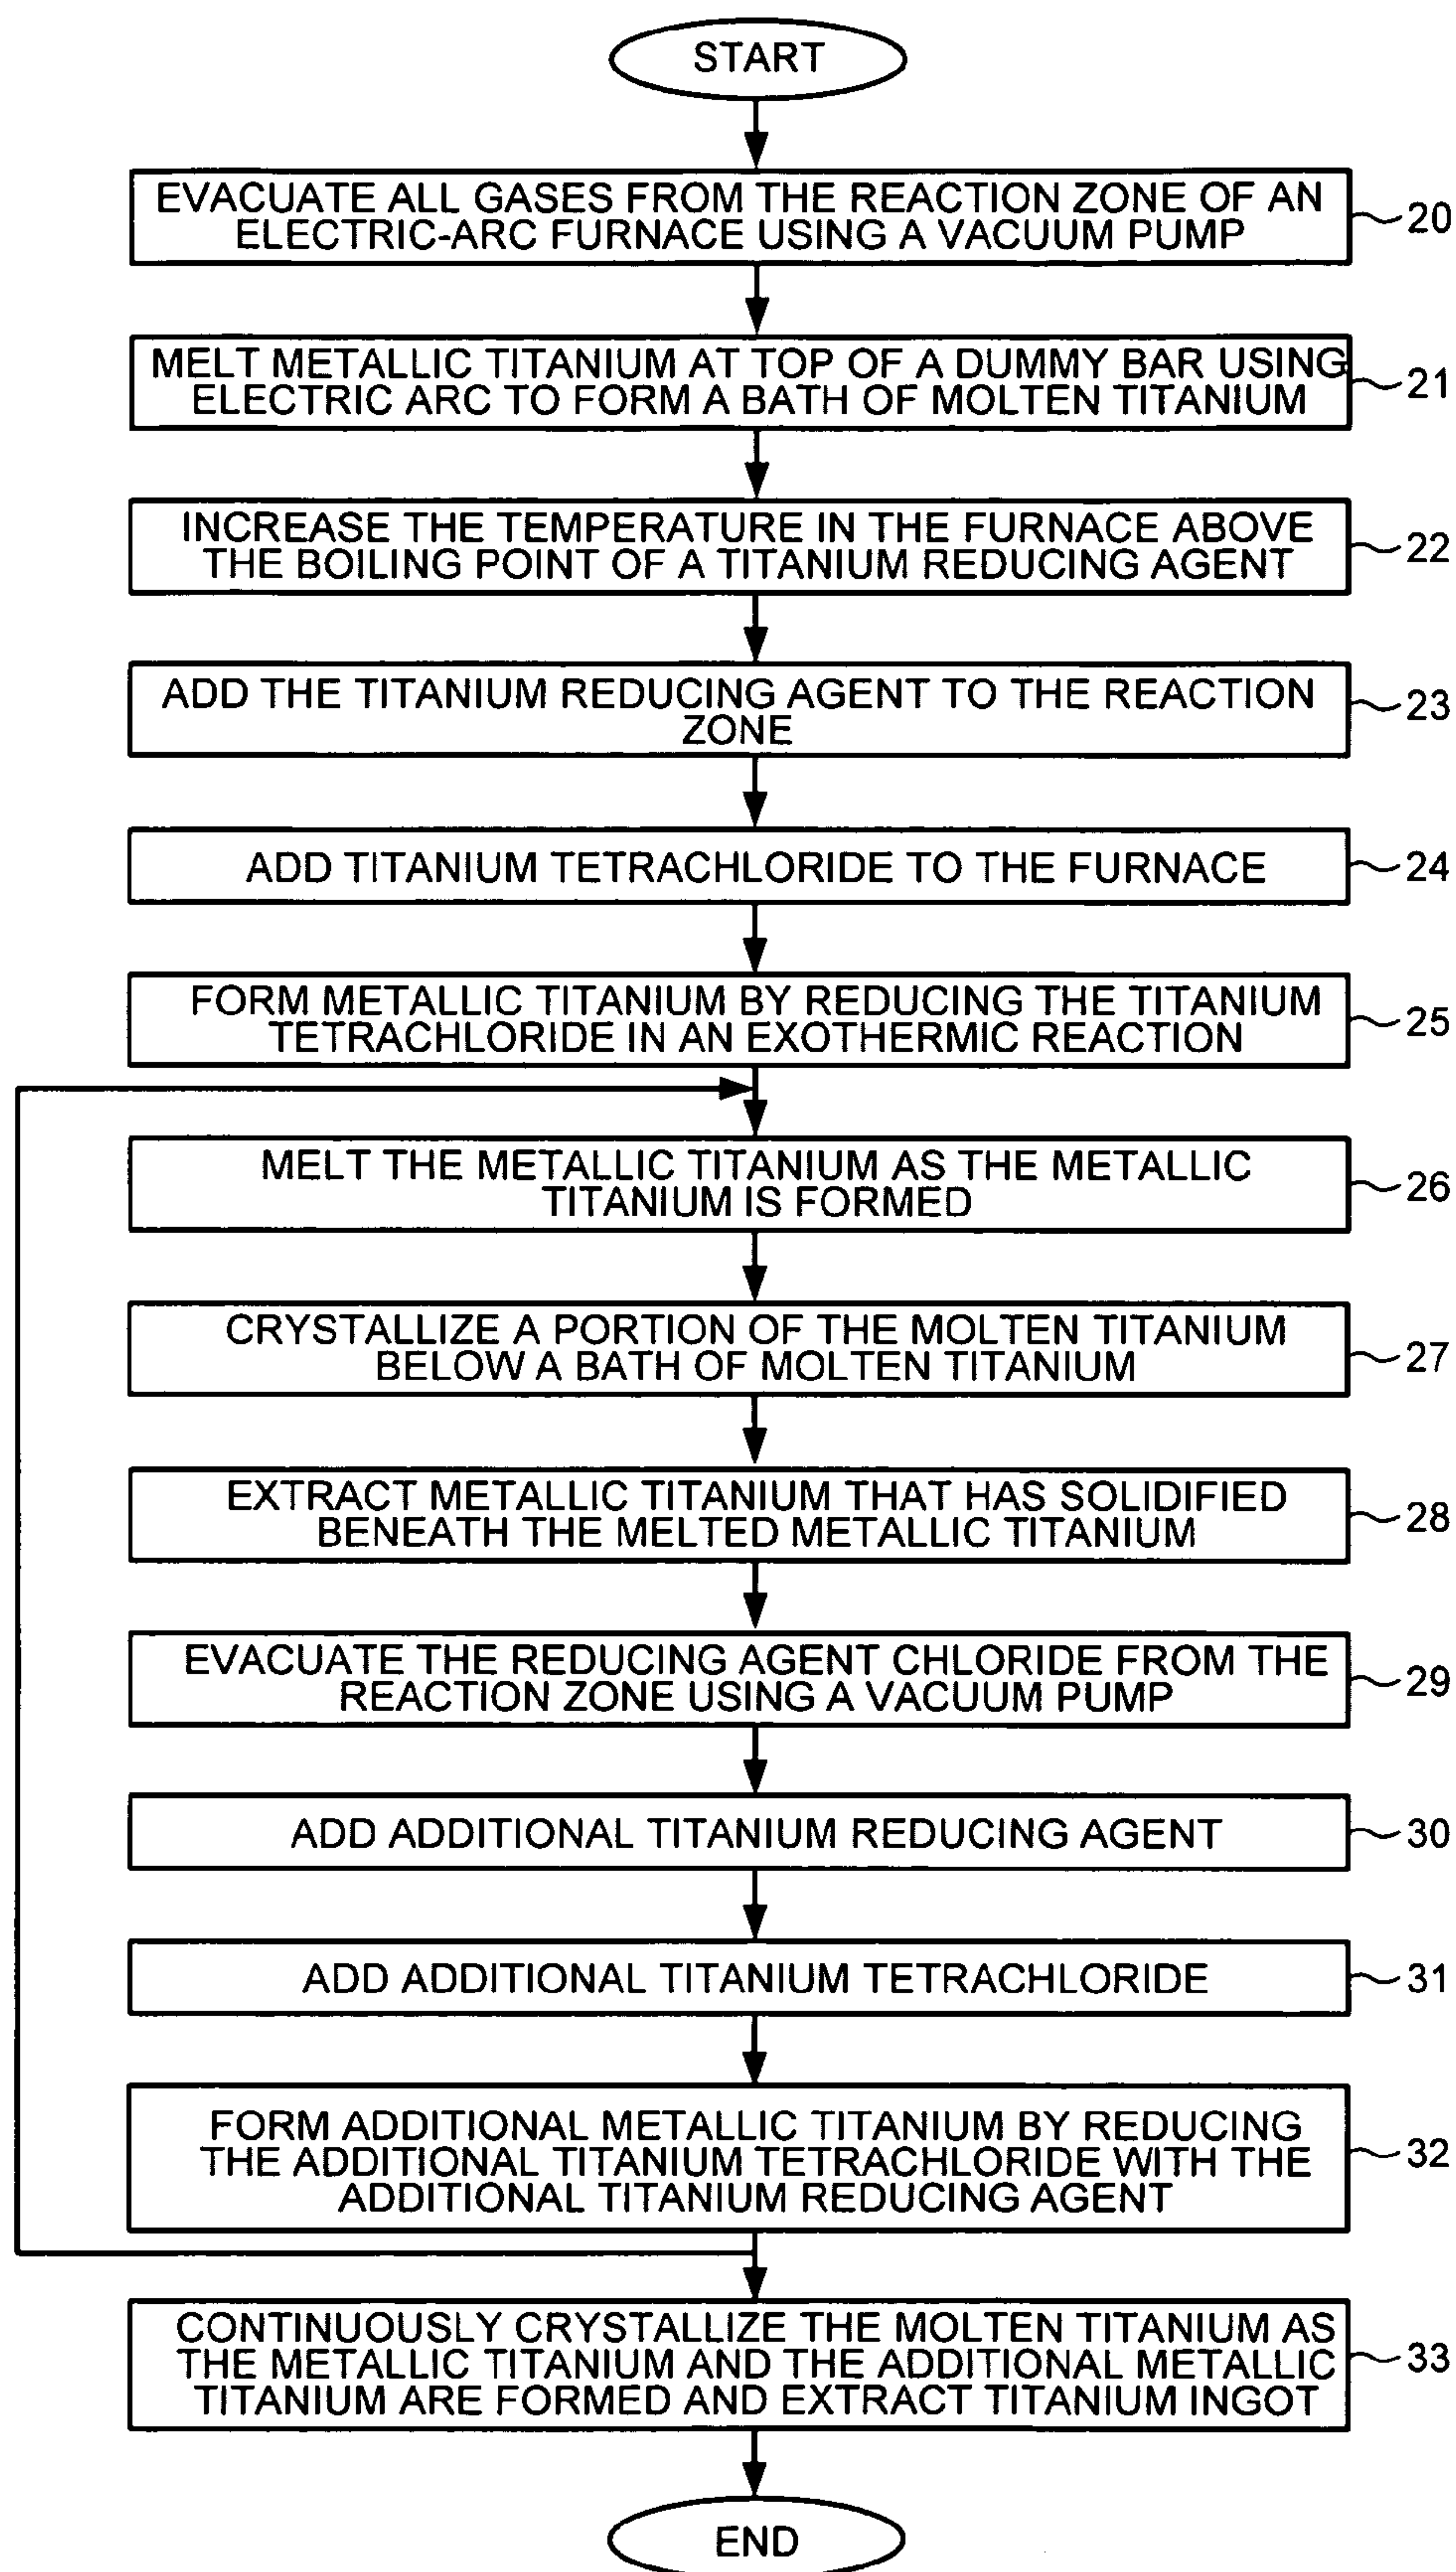 START
EVACUATE ALL GASES FROM THE REACTION ZONE OF AN
ELECTRIC-ARC FURNACE USING A VACUUM PUMP
20
MELT METALLIC TITANIUM AT TOP OF A DUMMY BAR USING
ELECTRIC ARC TO FORM A BATH OF MOLTEN TITANIUM
21
INCREASE THE TEMPERATURE IN THE FURNACE ABOVE
THE BOILING POINT OF A TITANIUM REDUCING AGENT
22
ADD THE TITANIUM REDUCING AGENT TO THE REACTION
ZONE
23
ADD TITANIUM TETRACHLORIDE TO THE FURNACE
24
FORM METALLIC TITANIUM BY REDUCING THE TITANIUM
TETRACHLORIDE IN AN EXOTHERMIC REACTION
25
MELT THE METALLIC TITANIUM AS THE METALLIC
TITANIUM IS FORMED
26
CRYSTALLIZE A PORTION OF THE MOLTEN TITANIUM
BELOW A BATH OF MOLTEN TITANIUM
27
EXTRACT METALLIC TITANIUM THAT HAS SOLIDIFIED
BENEATH THE MELTED METALLIC TITANIUM
28
EVACUATE THE REDUCING AGENT CHLORIDE FROM THE
REACTION ZONE USING A VACUUM PUMP
29
ADD ADDITIONAL TITANIUM REDUCING AGENT
30
ADD ADDITIONAL TITANIUM TETRACHLORIDE
31
FORM ADDITIONAL METALLIC TITANIUM BY REDUCING
THE ADDITIONAL TITANIUM TETRACHLORIDE WITH THE
ADDITIONAL TITANIUM REDUCING AGENT
32
CONTINUOUSLY CRYSTALLIZE THE MOLTEN TITANIUM AS
THE METALLIC TITANIUM AND THE ADDITIONAL METALLIC
TITANIUM ARE FORMED AND EXTRACT TITANIUM INGOT
33
END